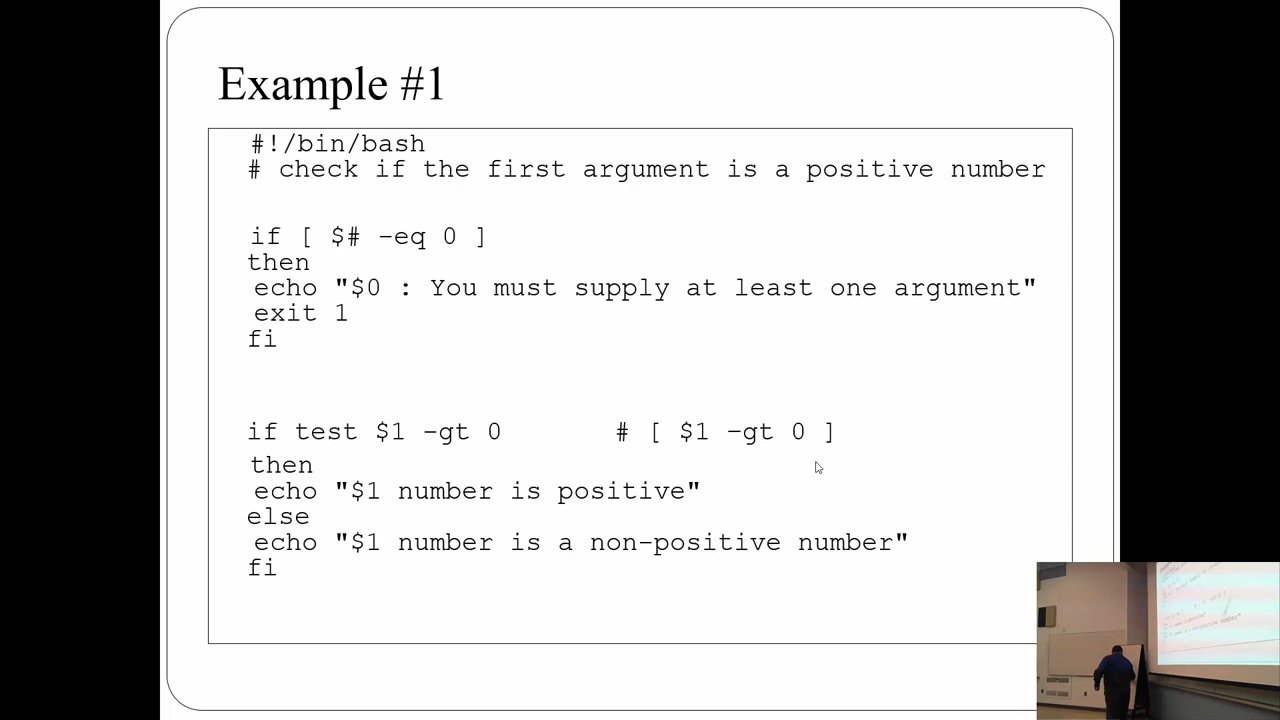 Example #1
#!/bin/bash
# check if the first argument is a positive number
if [ $# -eq 0 ]
then
echo "$0 : You must supply at least one argument"
exit 1
fi
if test $1 -gt 0 # [ $1 -gt 0 ]
then
echo "$1 number is positive"
else
echo "$1 number is a non-positive number"
fi